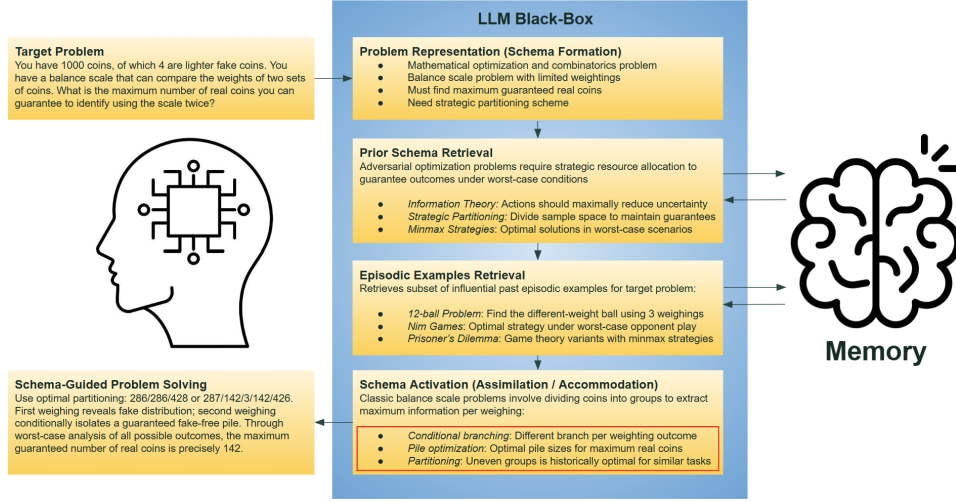 LLM Black-Box
Target Problem
You have 1000 coins, of which 4 are lighter fake coins. You
have a balance scale that can compare the weights of two sets
of coins. What is the maximum number of real coins you can
guarantee to identify using the scale twice?
Problem Representation (Schema Formation)
● Mathematical optimization and combinatorics problem
● Balance scale problem with limited weightings
● Must find maximum guaranteed real coins
● Need strategic partitioning scheme
Prior Schema Retrieval
Adversarial optimization problems require strategic resource allocation to
guarantee outcomes under worst-case conditions
● Information Theory: Actions should maximally reduce uncertainty
● Strategic Partitioning: Divide sample space to maintain guarantees
● Minmax Strategies: Optimal solutions in worst-case scenarios
Episodic Examples Retrieval
Retrieves subset of influential past episodic examples for target problem:
● 12-ball Problem: Find the different-weight ball using 3 weighings
● Nim Games: Optimal strategy under worst-case opponent play
● Prisoner's Dilemma: Game theory variants with minmax strategies
Memory
Schema Activation (Assimilation / Accommodation)
Classic balance scale problems involve dividing coins into groups to extract
maximum information per weighing:
● Conditional branching: Different branch per weighting outcome
● Pile optimization: Optimal pile sizes for maximum real coins
● Partitioning: Uneven groups is historically optimal for similar tasks
Schema-Guided Problem Solving
Use optimal partitioning: 286/286/428 or 287/142/3/142/426.
First weighing reveals fake distribution; second weighing
conditionally isolates a guaranteed fake-free pile. Through
worst-case analysis of all possible outcomes, the maximum
guaranteed number of real coins is precisely 142.